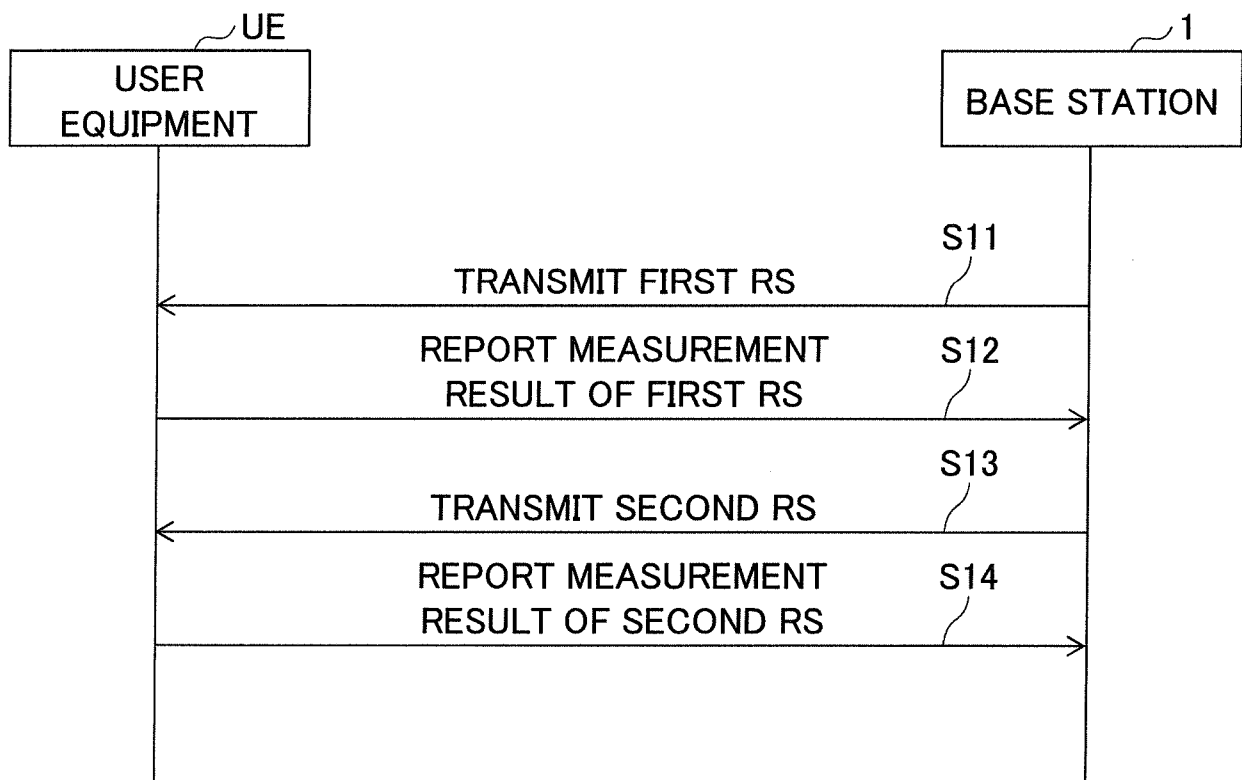 UE
1
USER
EQUIPMENT
BASE STATION
S11
TRANSMIT FIRST RS
REPORT MEASUREMENT
S12
RESULT OF FIRST RS
S13
TRANSMIT SECOND RS
REPORT MEASUREMENT
S14
RESULT OF SECOND RS